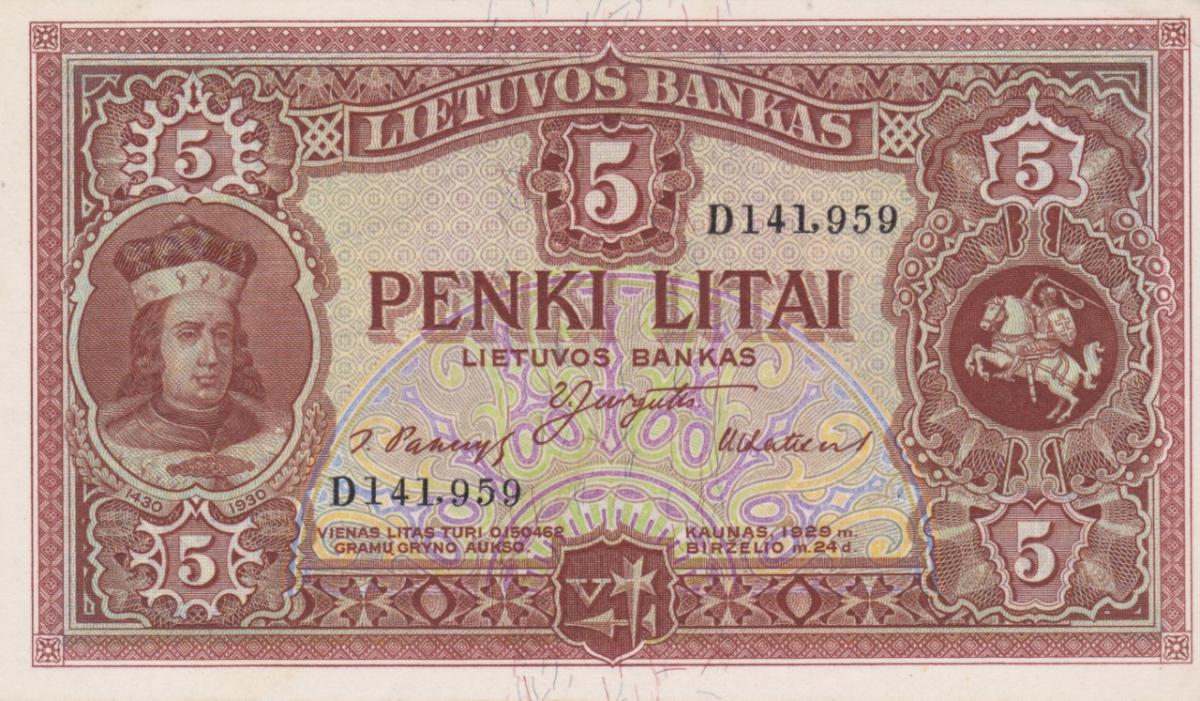 LIETUVOS BANKAS
5 5 5
D141,959
PENKI LITAI
LIETUVOS BANKAS
V. Jurgutis
D141,959
1430 1930
VIENAS LITAS TURI 0,150462
GRAMŲ GRYNO AUKSO.
KAUNAS, 1929 m.
BIRŽELIO m. 24 d.
5 5